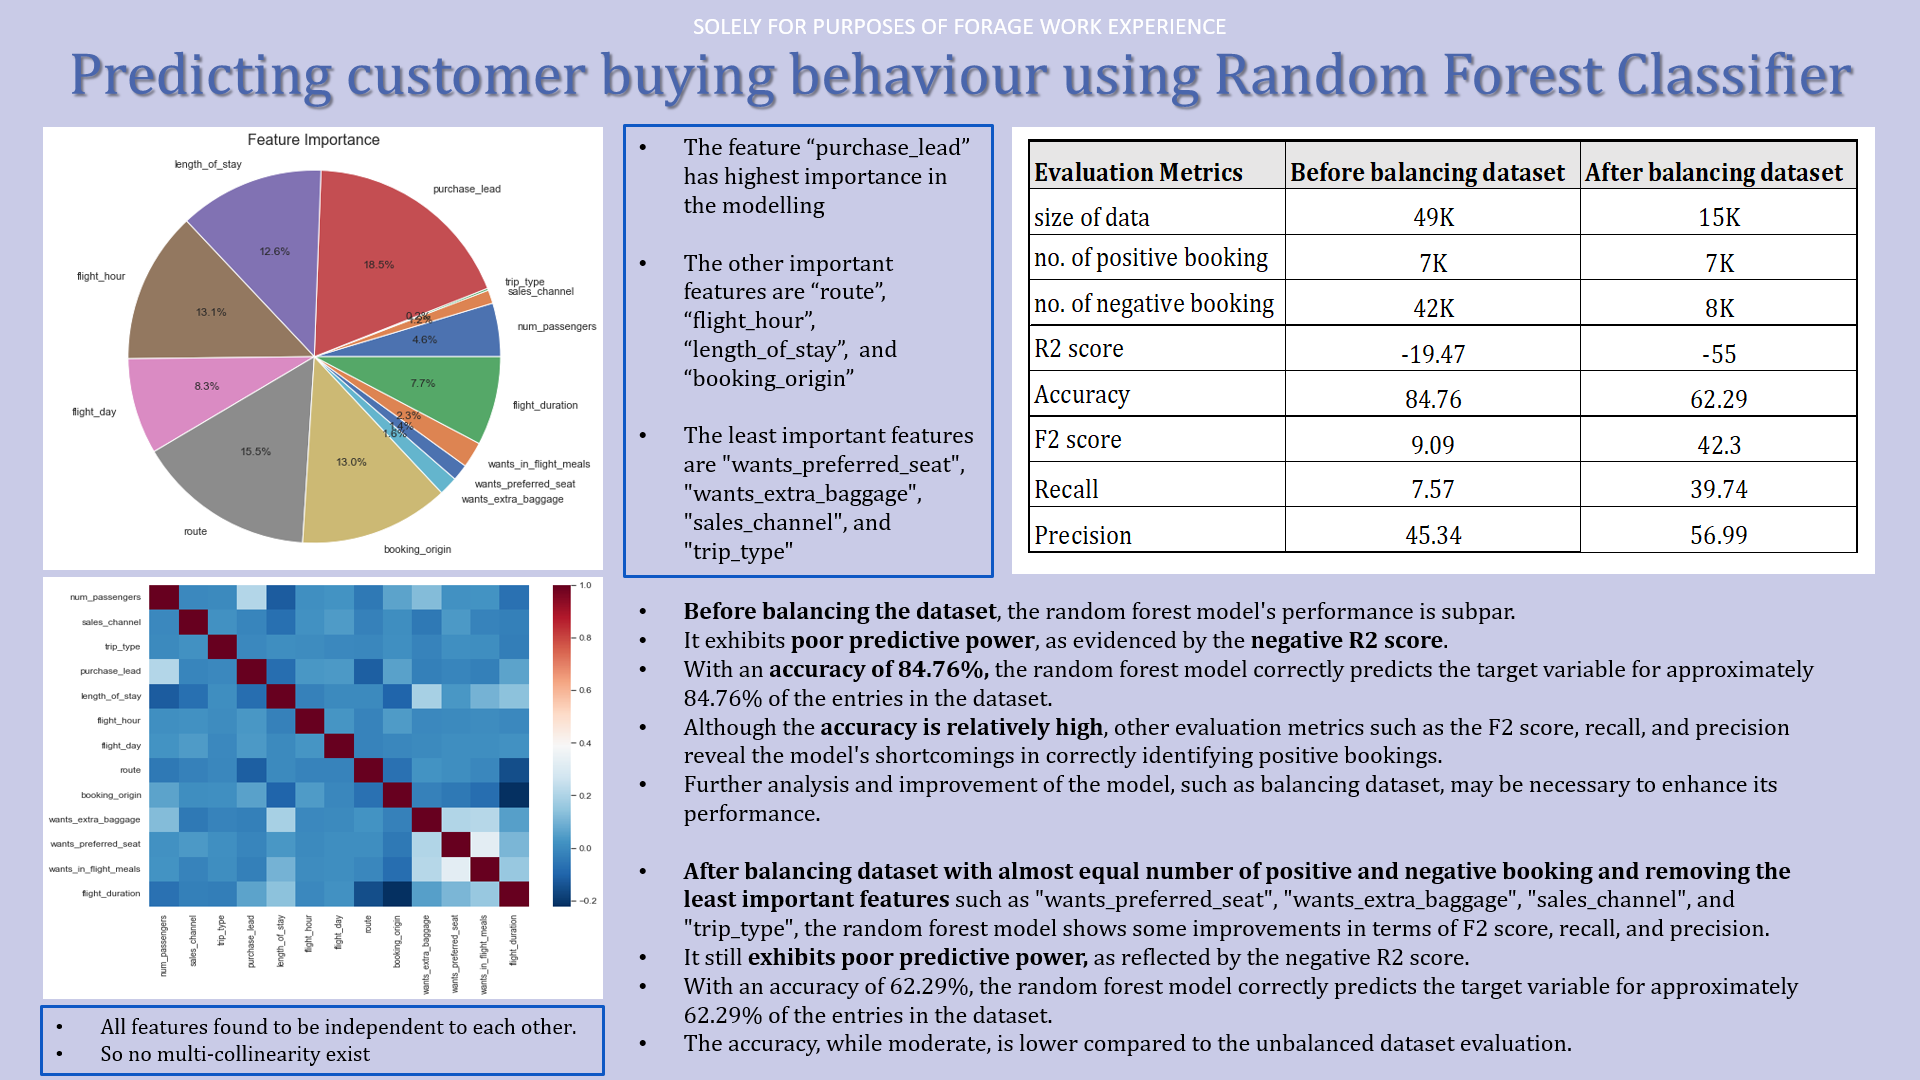 SOLELY FOR PURPOSES OF FORAGE WORK EXPERIENCE
Predicting customer buying behaviour using Random Forest Classifier
Feature Importance
length_of_stay
purchase_lead
12.6%
18.5%
flight_hour
trip_type
sales_channel
13.1%
num_passengers
4.6%
8.3%
7.7%
flight_day
flight_duration
2.3%
1.4%
1.6%
15.5%
13.0%
wants_in_flight_meals
wants_preferred_seat
wants_extra_baggage
route
booking_origin
• The feature “purchase_lead”
has highest importance in
the modelling
• The other important
features are “route”,
“flight_hour”,
“length_of_stay”, and
“booking_origin”
• The least important features
are "wants_preferred_seat",
"wants_extra_baggage",
"sales_channel", and
"trip_type"
Evaluation Metrics Before balancing dataset After balancing dataset
size of data 49K 15K
no. of positive booking 7K 7K
no. of negative booking 42K 8K
R2 score -19.47 -55
Accuracy 84.76 62.29
F2 score 9.09 42.3
Recall 7.57 39.74
Precision 45.34 56.99
num_passengers
sales_channel
trip_type
purchase_lead
length_of_stay
flight_hour
flight_day
route
booking_origin
wants_extra_baggage
wants_preferred_seat
wants_in_flight_meals
flight_duration
num_passengers
sales_channel
trip_type
purchase_lead
length_of_stay
flight_hour
flight_day
route
booking_origin
wants_extra_baggage
wants_preferred_seat
wants_in_flight_meals
flight_duration
1.0
0.8
0.6
0.4
0.2
0.0
−0.2
• All features found to be independent to each other.
• So no multi-collinearity exist
• Before balancing the dataset, the random forest model's performance is subpar.
• It exhibits poor predictive power, as evidenced by the negative R2 score.
• With an accuracy of 84.76%, the random forest model correctly predicts the target variable for approximately
84.76% of the entries in the dataset.
• Although the accuracy is relatively high, other evaluation metrics such as the F2 score, recall, and precision
reveal the model's shortcomings in correctly identifying positive bookings.
• Further analysis and improvement of the model, such as balancing dataset, may be necessary to enhance its
performance.
• After balancing dataset with almost equal number of positive and negative booking and removing the
least important features such as "wants_preferred_seat", "wants_extra_baggage", "sales_channel", and
"trip_type", the random forest model shows some improvements in terms of F2 score, recall, and precision.
• It still exhibits poor predictive power, as reflected by the negative R2 score.
• With an accuracy of 62.29%, the random forest model correctly predicts the target variable for approximately
62.29% of the entries in the dataset.
• The accuracy, while moderate, is lower compared to the unbalanced dataset evaluation.